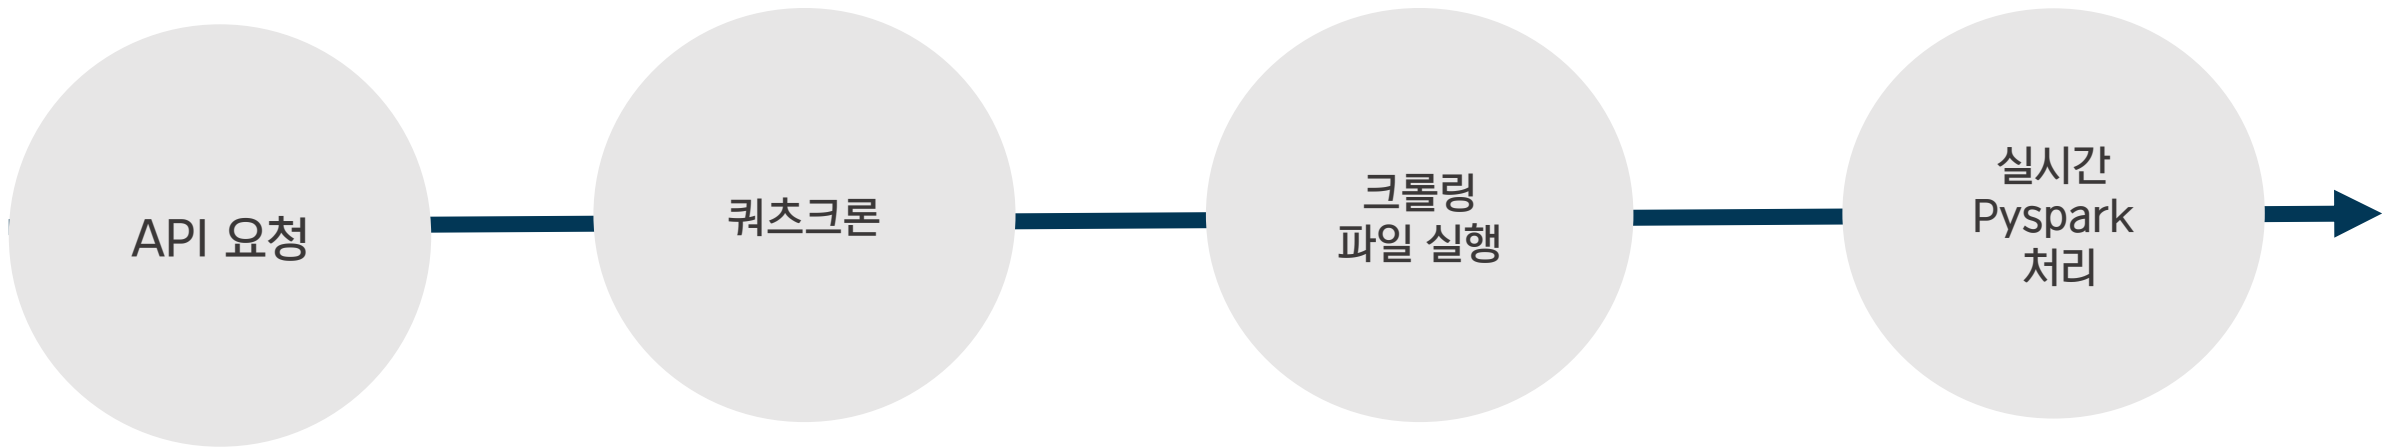 API 요청
쿼츠크론
크롤링
파일 실행
실시간
Pyspark
처리